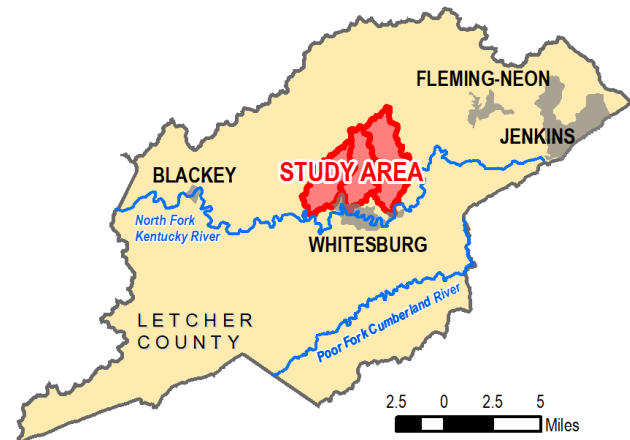 FLEMING-NEON
JENKINS
STUDY AREA
BLACKEY
North Fork
Kentucky River
WHITESBURG
Poor Fork Cumberland River
LETCHER
COUNTY
2.5 0 2.5 5
Miles